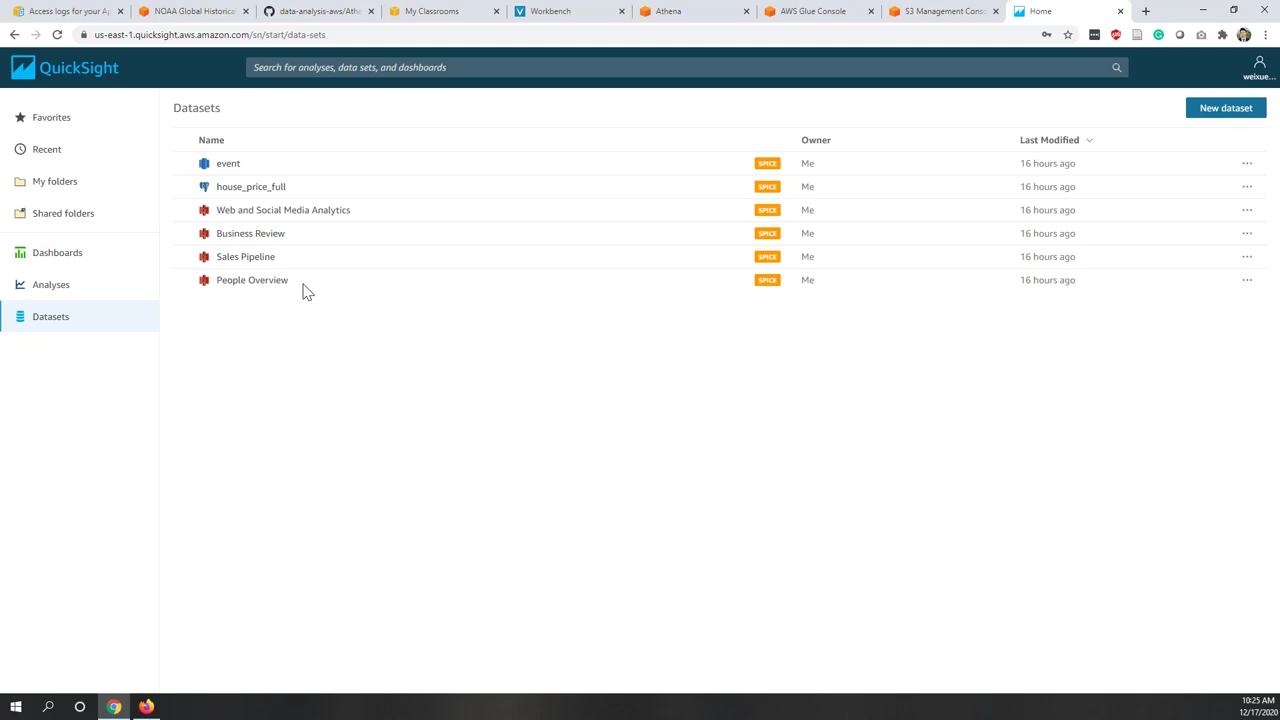 Access logs for your Ap
NOAA Global Historica
data-analysis-aws/Athe
My Classrooms
Workbench
Athena
AWS Glue Console
S3 Management Conso
Home
us-east-1.quicksight.aws.amazon.com/sn/start/data-sets
QuickSight
Search for analyses, data sets, and dashboards
weixue...
Favorites
Recent
My folders
Shared folders
Dashboards
Analyses
Datasets
Datasets
New dataset
Name Owner Last Modified
event SPICE Me 16 hours ago
house_price_full SPICE Me 16 hours ago
Web and Social Media Analytics SPICE Me 16 hours ago
Business Review SPICE Me 16 hours ago
Sales Pipeline SPICE Me 16 hours ago
People Overview SPICE Me 16 hours ago
10:25 AM
12/17/2020